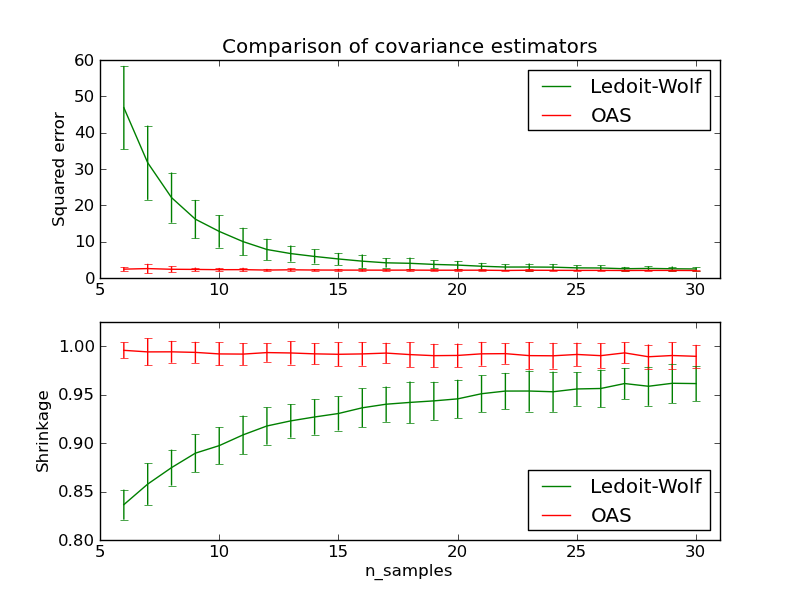 Comparison of covariance estimators
60
50
40
30
20
10
0
Squared error
Ledoit-Wolf
OAS
5 10 15 20 25 30
1.00
0.95
0.90
0.85
0.80
Shrinkage
Ledoit-Wolf
OAS
5 10 15 20 25 30
n_samples